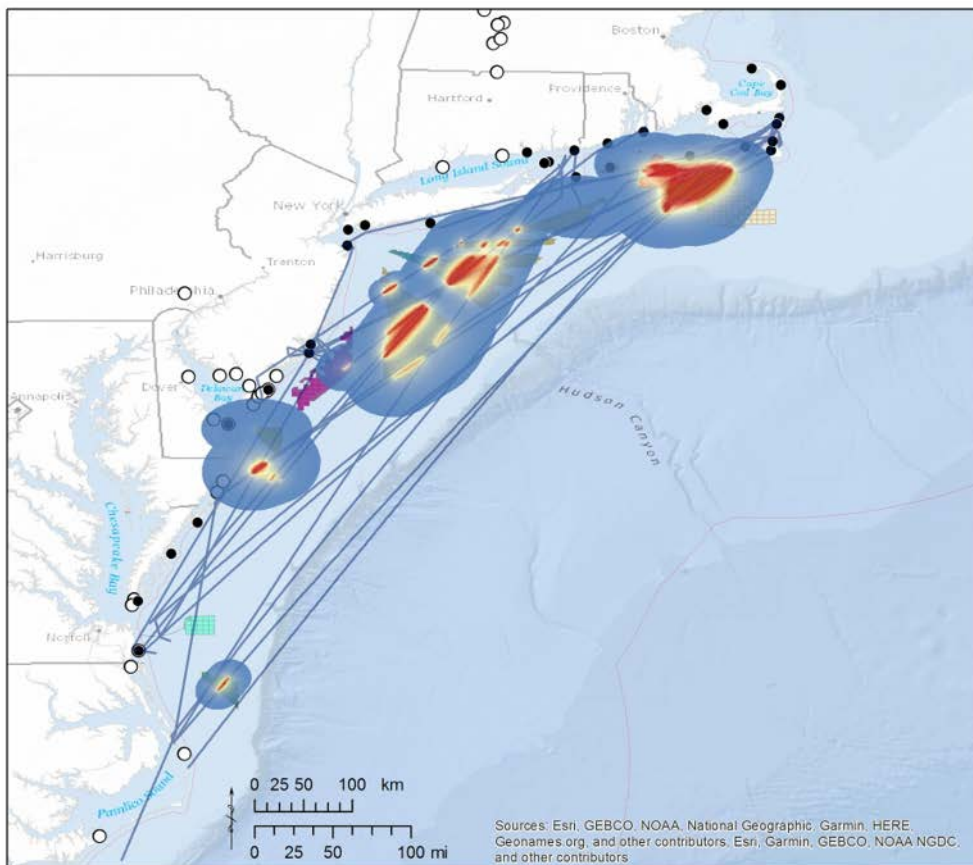 Boston
Cape
Cod Bay
Providence
Hartford
Long Island Sound
New York
Harrisburg
Trenton
Philadelphia
Dover
Delaware
Bay
Annapolis
Hudson Canyon
Chesapeake Bay
Norfolk
Pamlico Sound
0 25 50 100 km
0 25 50 100 mi
Sources: Esri, GEBCO, NOAA, National Geographic, Garmin, HERE,
Geonames.org, and other contributors, Esri, Garmin, GEBCO, NOAA NGDC,
and other contributors